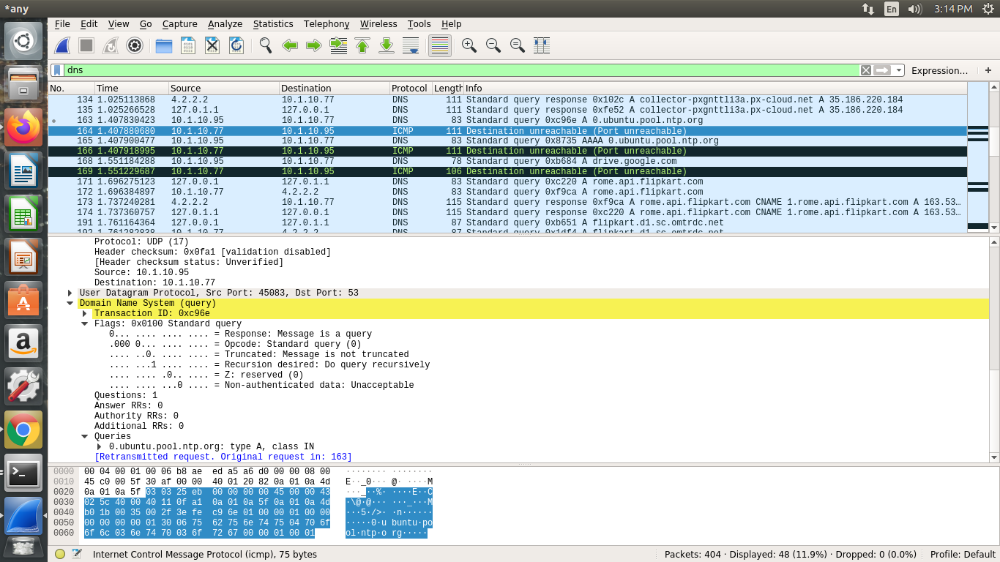 *any
En
3:14 PM
File Edit View Go Capture Analyze Statistics Telephony Wireless Tools Help
dns
Expression…
+
No. Time Source Destination Protocol Length Info
134 1.025113868 4.2.2.2 10.1.10.77 DNS 111 Standard query response 0x102c A collector-pxgnttli3a.px-cloud.net A 35.186.220.184
135 1.025266528 127.0.1.1 127.0.0.1 DNS 111 Standard query response 0xfe52 A collector-pxgnttli3a.px-cloud.net A 35.186.220.184
163 1.407830423 10.1.10.95 10.1.10.77 DNS 83 Standard query 0xc96e A 0.ubuntu.pool.ntp.org
164 1.407880680 10.1.10.77 10.1.10.95 ICMP 111 Destination unreachable (Port unreachable)
165 1.407900477 10.1.10.95 10.1.10.77 DNS 83 Standard query 0x8735 AAAA 0.ubuntu.pool.ntp.org
166 1.407918995 10.1.10.77 10.1.10.95 ICMP 111 Destination unreachable (Port unreachable)
168 1.551184288 10.1.10.95 10.1.10.77 DNS 78 Standard query 0xb684 A drive.google.com
169 1.551229687 10.1.10.77 10.1.10.95 ICMP 106 Destination unreachable (Port unreachable)
171 1.696275123 127.0.0.1 127.0.1.1 DNS 83 Standard query 0xc220 A rome.api.flipkart.com
172 1.696384897 10.1.10.77 4.2.2.2 DNS 83 Standard query 0xf9ca A rome.api.flipkart.com
173 1.737240281 4.2.2.2 10.1.10.77 DNS 115 Standard query response 0xf9ca A rome.api.flipkart.com CNAME 1.rome.api.flipkart.com A 163.53…
174 1.737360757 127.0.1.1 127.0.0.1 DNS 115 Standard query response 0xc220 A rome.api.flipkart.com CNAME 1.rome.api.flipkart.com A 163.53…
191 1.761164364 127.0.0.1 127.0.1.1 DNS 87 Standard query 0xb651 A flipkart.d1.sc.omtrdc.net
192 1.761282838 10.1.10.77 4.2.2.2 DNS 87 Standard query 0x1df4 A flipkart.d1.sc.omtrdc.net
Protocol: UDP (17)
Header checksum: 0x0fa1 [validation disabled]
[Header checksum status: Unverified]
Source: 10.1.10.95
Destination: 10.1.10.77
User Datagram Protocol, Src Port: 45083, Dst Port: 53
Domain Name System (query)
Transaction ID: 0xc96e
Flags: 0x0100 Standard query
0... .... .... .... = Response: Message is a query
.000 0... .... .... = Opcode: Standard query (0)
.... ..0. .... .... = Truncated: Message is not truncated
.... ...1 .... .... = Recursion desired: Do query recursively
.... .... .0.. .... = Z: reserved (0)
.... .... ...0 .... = Non-authenticated data: Unacceptable
Questions: 1
Answer RRs: 0
Authority RRs: 0
Additional RRs: 0
Queries
0.ubuntu.pool.ntp.org: type A, class IN
[Retransmitted request. Original request in: 163]
0000 00 04 00 01 00 06 b8 ae ed a5 a6 d0 00 00 08 00 ········ ········
0010 45 c0 00 5f 30 af 00 00 40 01 20 82 0a 01 0a 4d E··_0··· @· ····M
0020 0a 01 0a 5f 03 03 25 eb 00 00 00 00 45 00 00 43 ···_··%· ····E··C
0030 02 5c 40 00 40 11 0f a1 0a 01 0a 5f 0a 01 0a 4d ·\@·@··· ···_···M
0040 b0 1b 00 35 00 2f 3e fe c9 6e 01 00 00 01 00 00 ···5·/>· ·n······
0050 00 00 00 00 01 30 06 75 62 75 6e 74 75 04 70 6f ·····0·u buntu·po
0060 6f 6c 03 6e 74 70 03 6f 72 67 00 00 01 00 01 ol·ntp·o rg·····
Internet Control Message Protocol (icmp), 75 bytes
Packets: 404 · Displayed: 48 (11.9%) · Dropped: 0 (0.0%)
Profile: Default